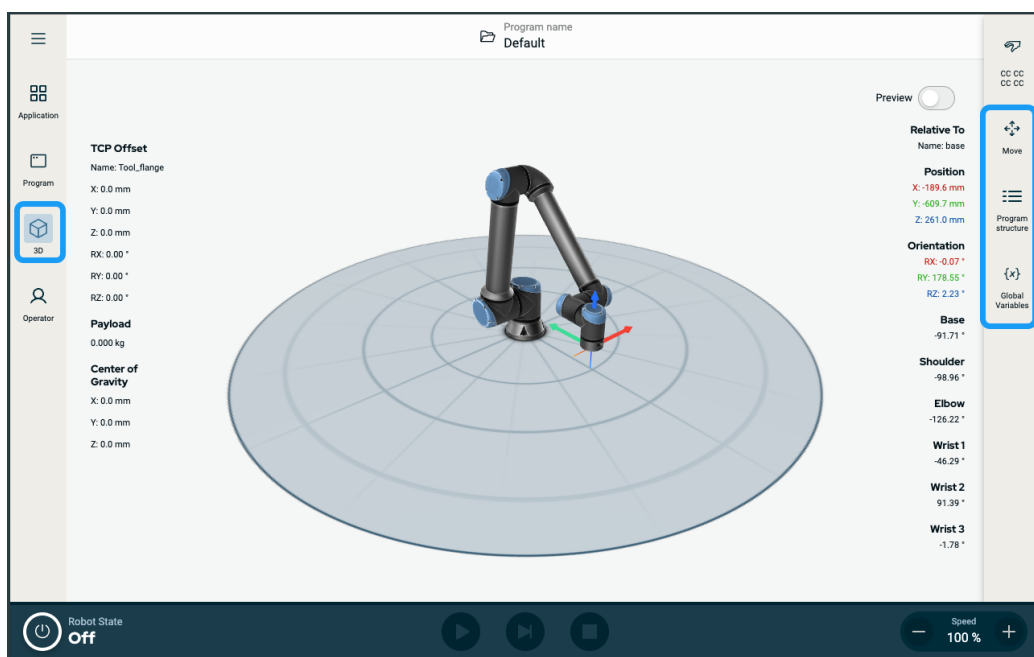 Program name
Default
Application
Program
3D
Operator
TCP Offset
Name: Tool_flange
X: 0.0 mm
Y: 0.0 mm
Z: 0.0 mm
RX: 0.00 °
RY: 0.00 °
RZ: 0.00 °
Payload
0.000 kg
Center of
Gravity
X: 0.0 mm
Y: 0.0 mm
Z: 0.0 mm
Preview
Relative To
Name: base
Position
X: -189.6 mm
Y: -609.7 mm
Z: 261.0 mm
Orientation
RX: -0.07 °
RY: 178.55 °
RZ: 2.23 °
Base
-91.71 °
Shoulder
-98.96 °
Elbow
-126.22 °
Wrist 1
-46.29 °
Wrist 2
91.39 °
Wrist 3
-1.78 °
CC CC
CC CC
Move
Program
structure
{x}
Global
Variables
Robot State
Off
Speed
100 %